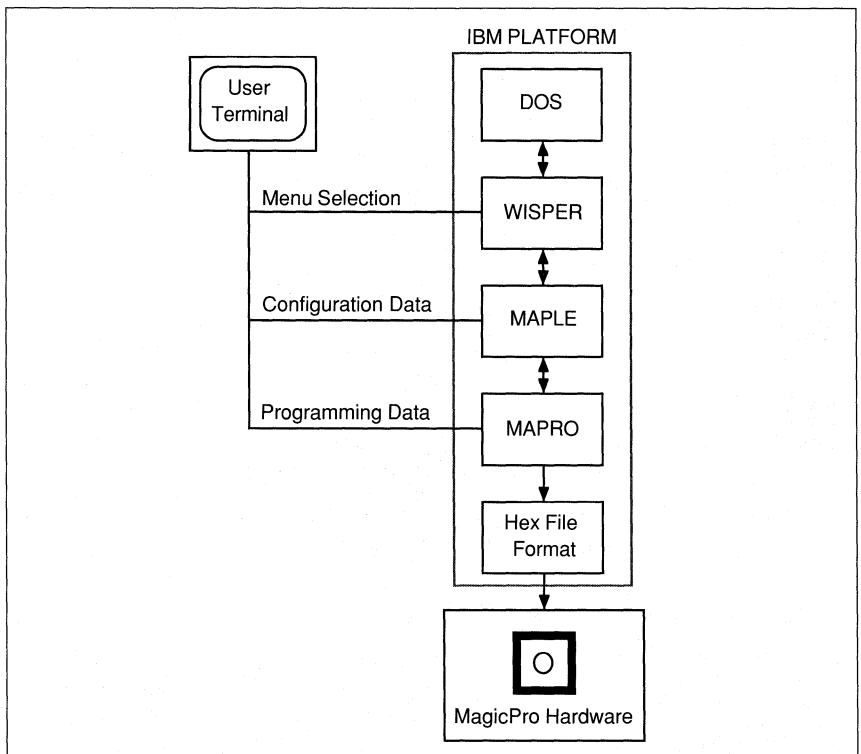 IBM PLATFORM
User
Terminal
DOS
Menu Selection
WISPER
Configuration Data
MAPLE
Programming Data
MAPRO
Hex File
Format
O
MagicPro Hardware